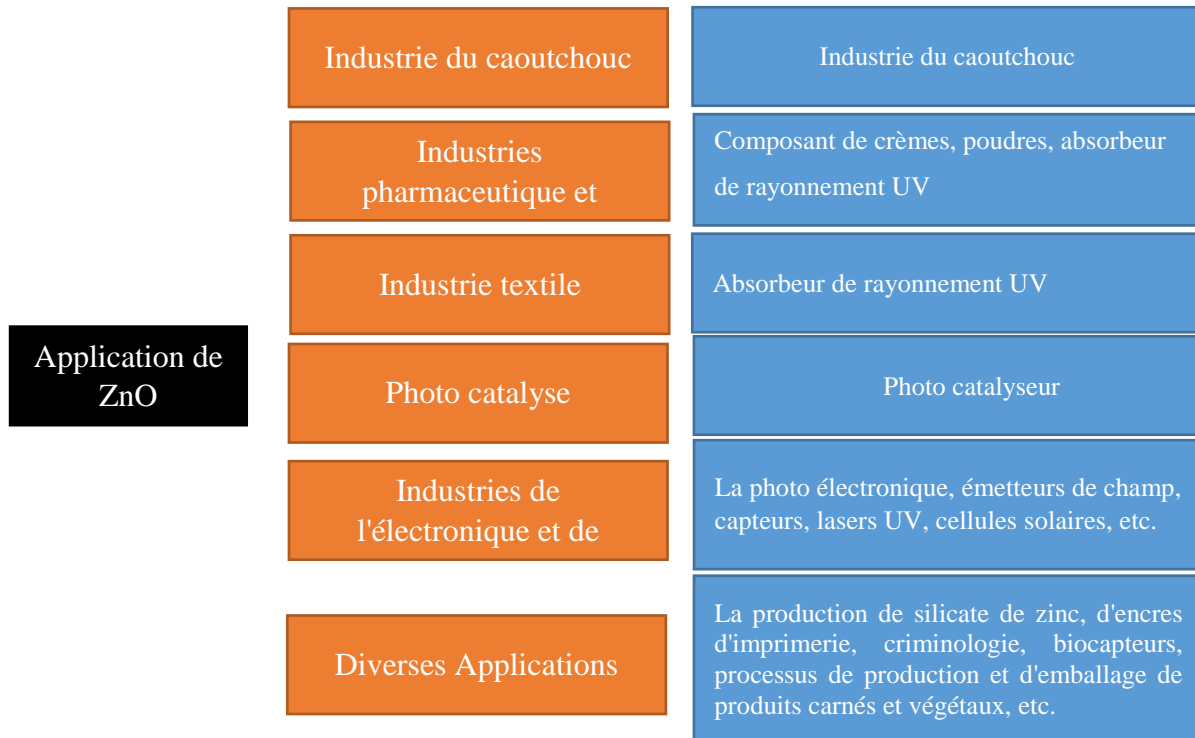 Industrie du caoutchouc
Industrie du caoutchouc
Industries
pharmaceutique et
Composant de crèmes, poudres, absorbeur
de rayonnement UV
Industrie textile
Absorbeur de rayonnement UV
Application de
ZnO
Photo catalyse
Photo catalyseur
Industries de
l'électronique et de
La photo électronique, émetteurs de champ,
capteurs, lasers UV, cellules solaires, etc.
Diverses Applications
La production de silicate de zinc, d'encres
d'imprimerie, criminologie, biocapteurs,
processus de production et d'emballage de
produits carnés et végétaux, etc.